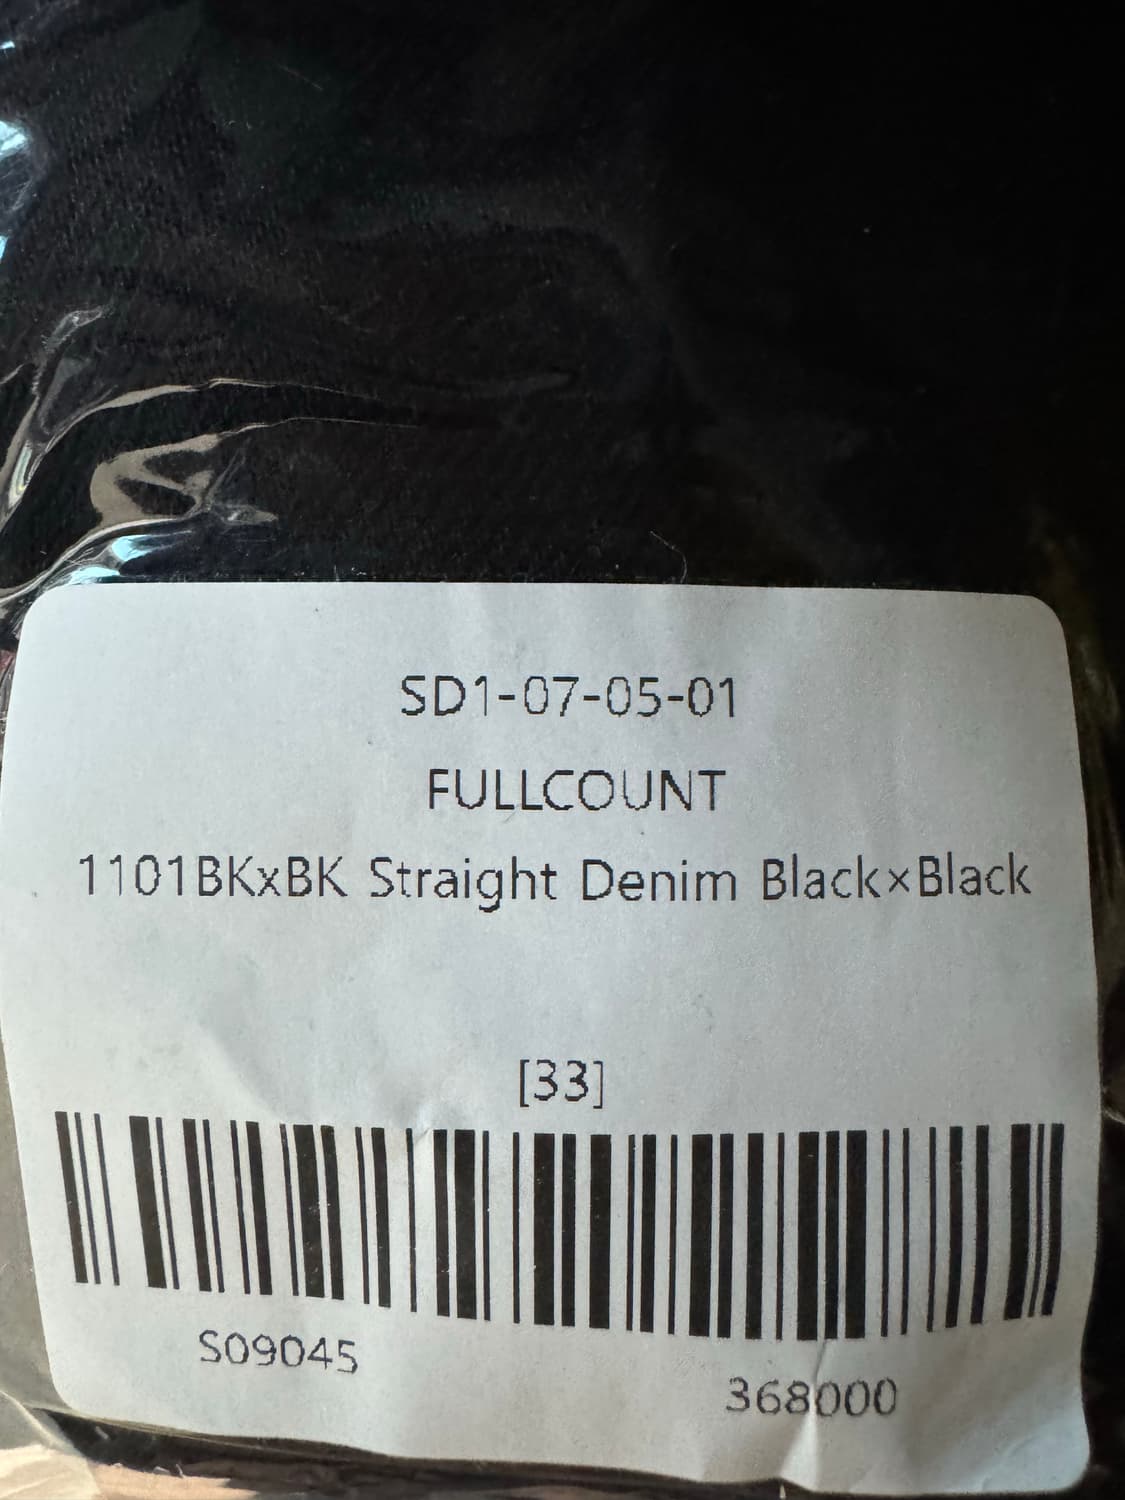 SD1-07-05-01
FULLCOUNT
1101BKxBK Straight Denim Black×Black
[33]
S09045
368000